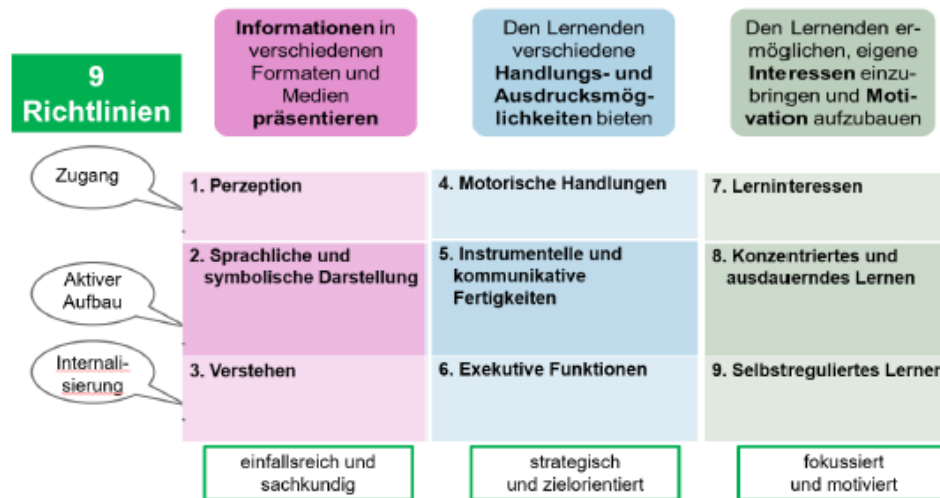 9
Richtlinien
Informationen in
verschiedenen
Formaten und
Medien
präsentieren
Den Lernenden
verschiedene
Handlungs- und
Ausdrucksmög-
lichkeiten bieten
Den Lernenden er-
möglichen, eigene
Interessen einzu-
bringen und Moti-
vation aufzubauen
Zugang
1. Perzeption
4. Motorische Handlungen
7. Lerninteressen
Aktiver
Aufbau
2. Sprachliche und
symbolische Darstellung
5. Instrumentelle und
kommunikative
Fertigkeiten
8. Konzentriertes und
ausdauerndes Lernen
Internali-
sierung
3. Verstehen
6. Exekutive Funktionen
9. Selbstreguliertes Lernen
einfallsreich und
sachkundig
strategisch
und zielorientiert
fokussiert
und motiviert